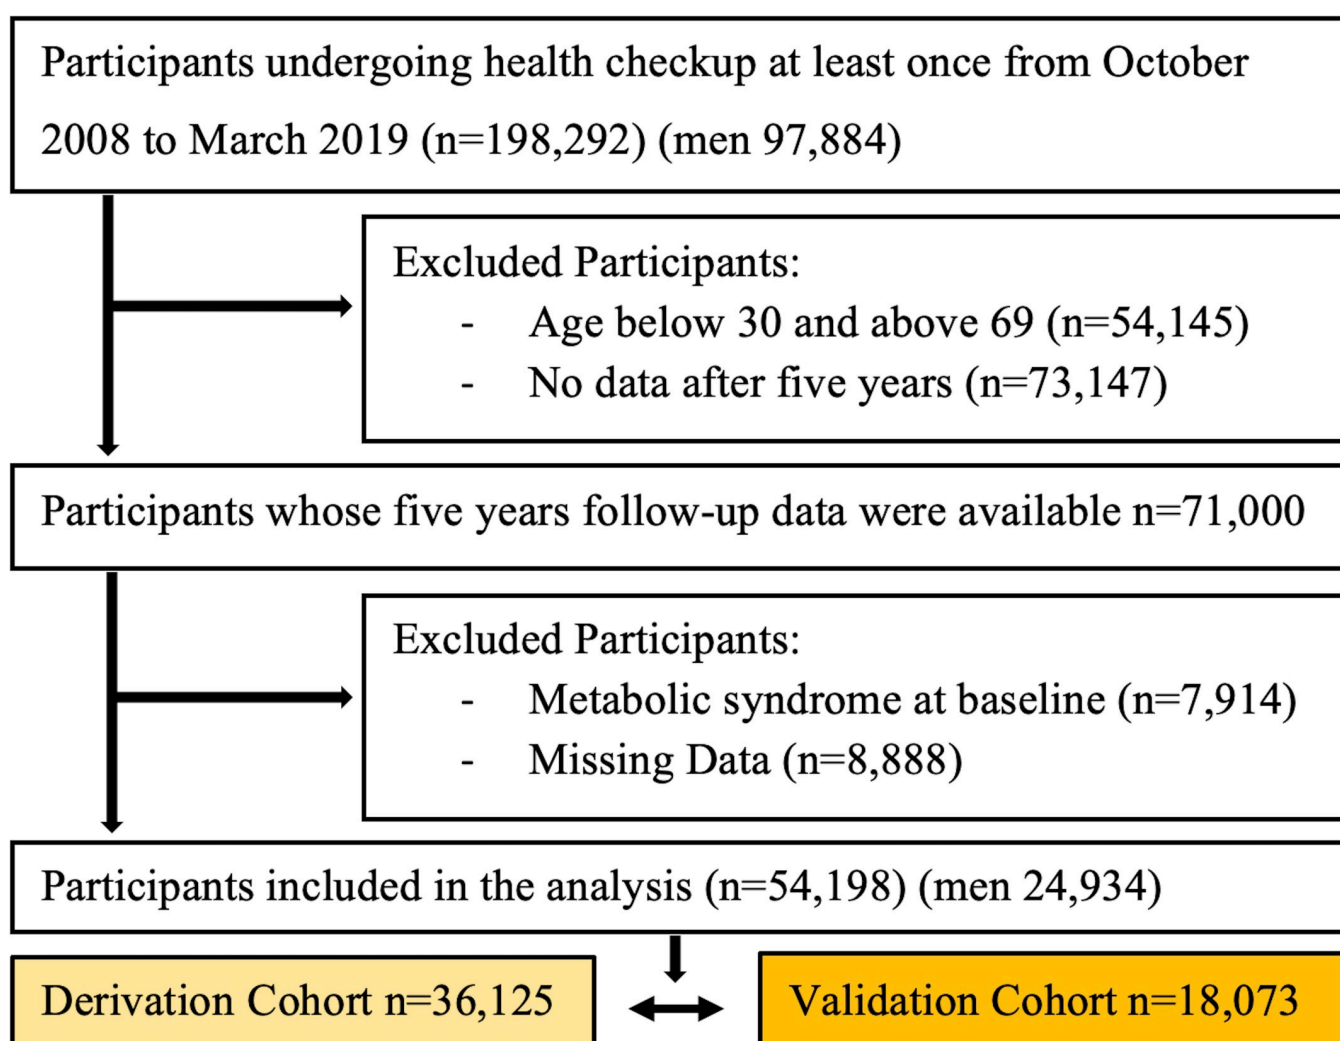 Participants undergoing health checkup at least once from October
2008 to March 2019 (n=198,292) (men 97,884)
Excluded Participants:
- Age below 30 and above 69 (n=54,145)
- No data after five years (n=73,147)
Participants whose five years follow-up data were available n=71,000
Excluded Participants:
- Metabolic syndrome at baseline (n=7,914)
- Missing Data (n=8,888)
Participants included in the analysis (n=54,198) (men 24,934)
Derivation Cohort n=36,125
Validation Cohort n=18,073